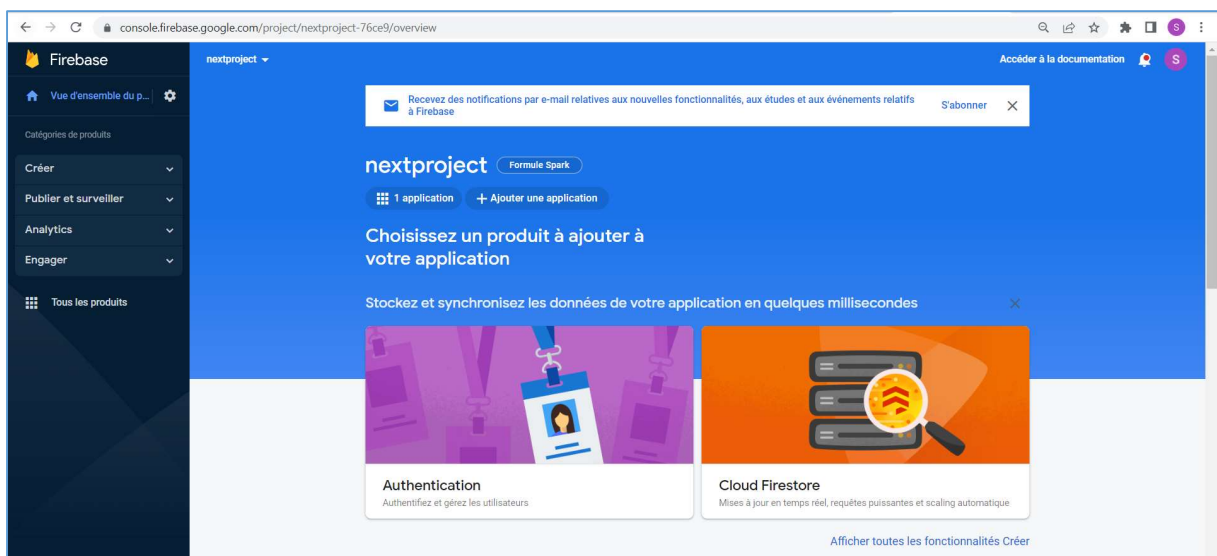 console.firebase.google.com/project/nextproject-76ce9/overview
S
Firebase
nextproject
Accéder à la documentation
S
Vue d'ensemble du p...
Recevez des notifications par e-mail relatives aux nouvelles fonctionnalités, aux études et aux événements relatifs
à Firebase
S'abonner
Catégories de produits
Créer
Publier et surveiller
Analytics
Engager
Tous les produits
nextproject
Formule Spark
1 application
+ Ajouter une application
Choisissez un produit à ajouter à
votre application
Stockez et synchronisez les données de votre application en quelques millisecondes
Authentication
Authentifiez et gérez les utilisateurs
Cloud Firestore
Mises à jour en temps réel, requêtes puissantes et scaling automatique
Afficher toutes les fonctionnalités Créer